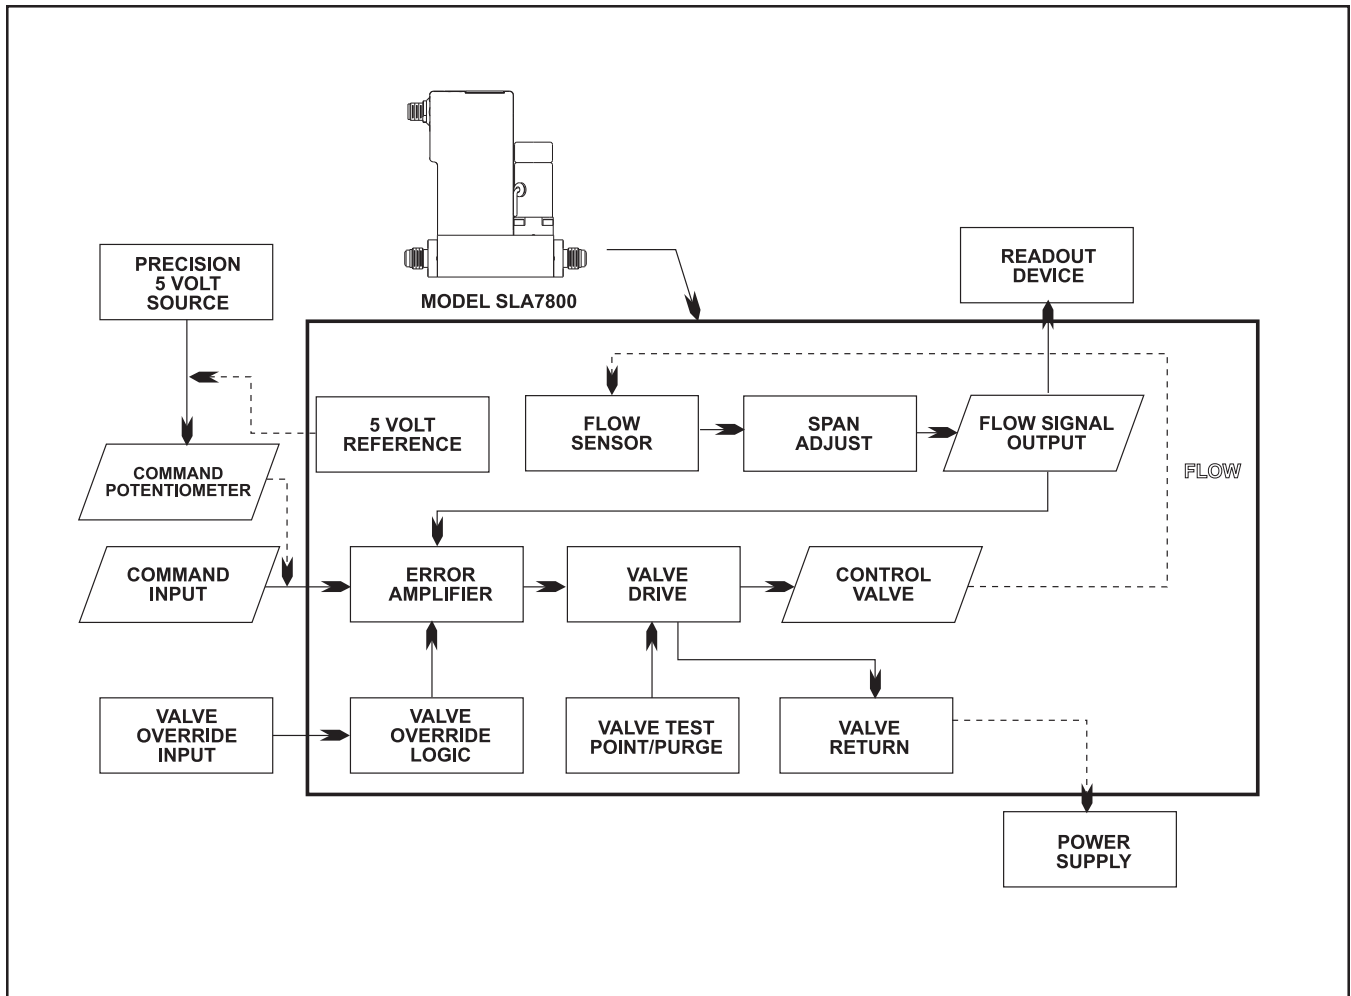 MODEL SLA7800
PRECISION
5 VOLT
SOURCE
READOUT
DEVICE
5 VOLT
REFERENCE
FLOW
SENSOR
SPAN
ADJUST
FLOW SIGNAL
OUTPUT
FLOW
COMMAND
POTENTIOMETER
COMMAND
INPUT
ERROR
AMPLIFIER
VALVE
DRIVE
CONTROL
VALVE
VALVE
OVERRIDE
INPUT
VALVE
OVERRIDE
LOGIC
VALVE TEST
POINT/PURGE
VALVE
RETURN
POWER
SUPPLY